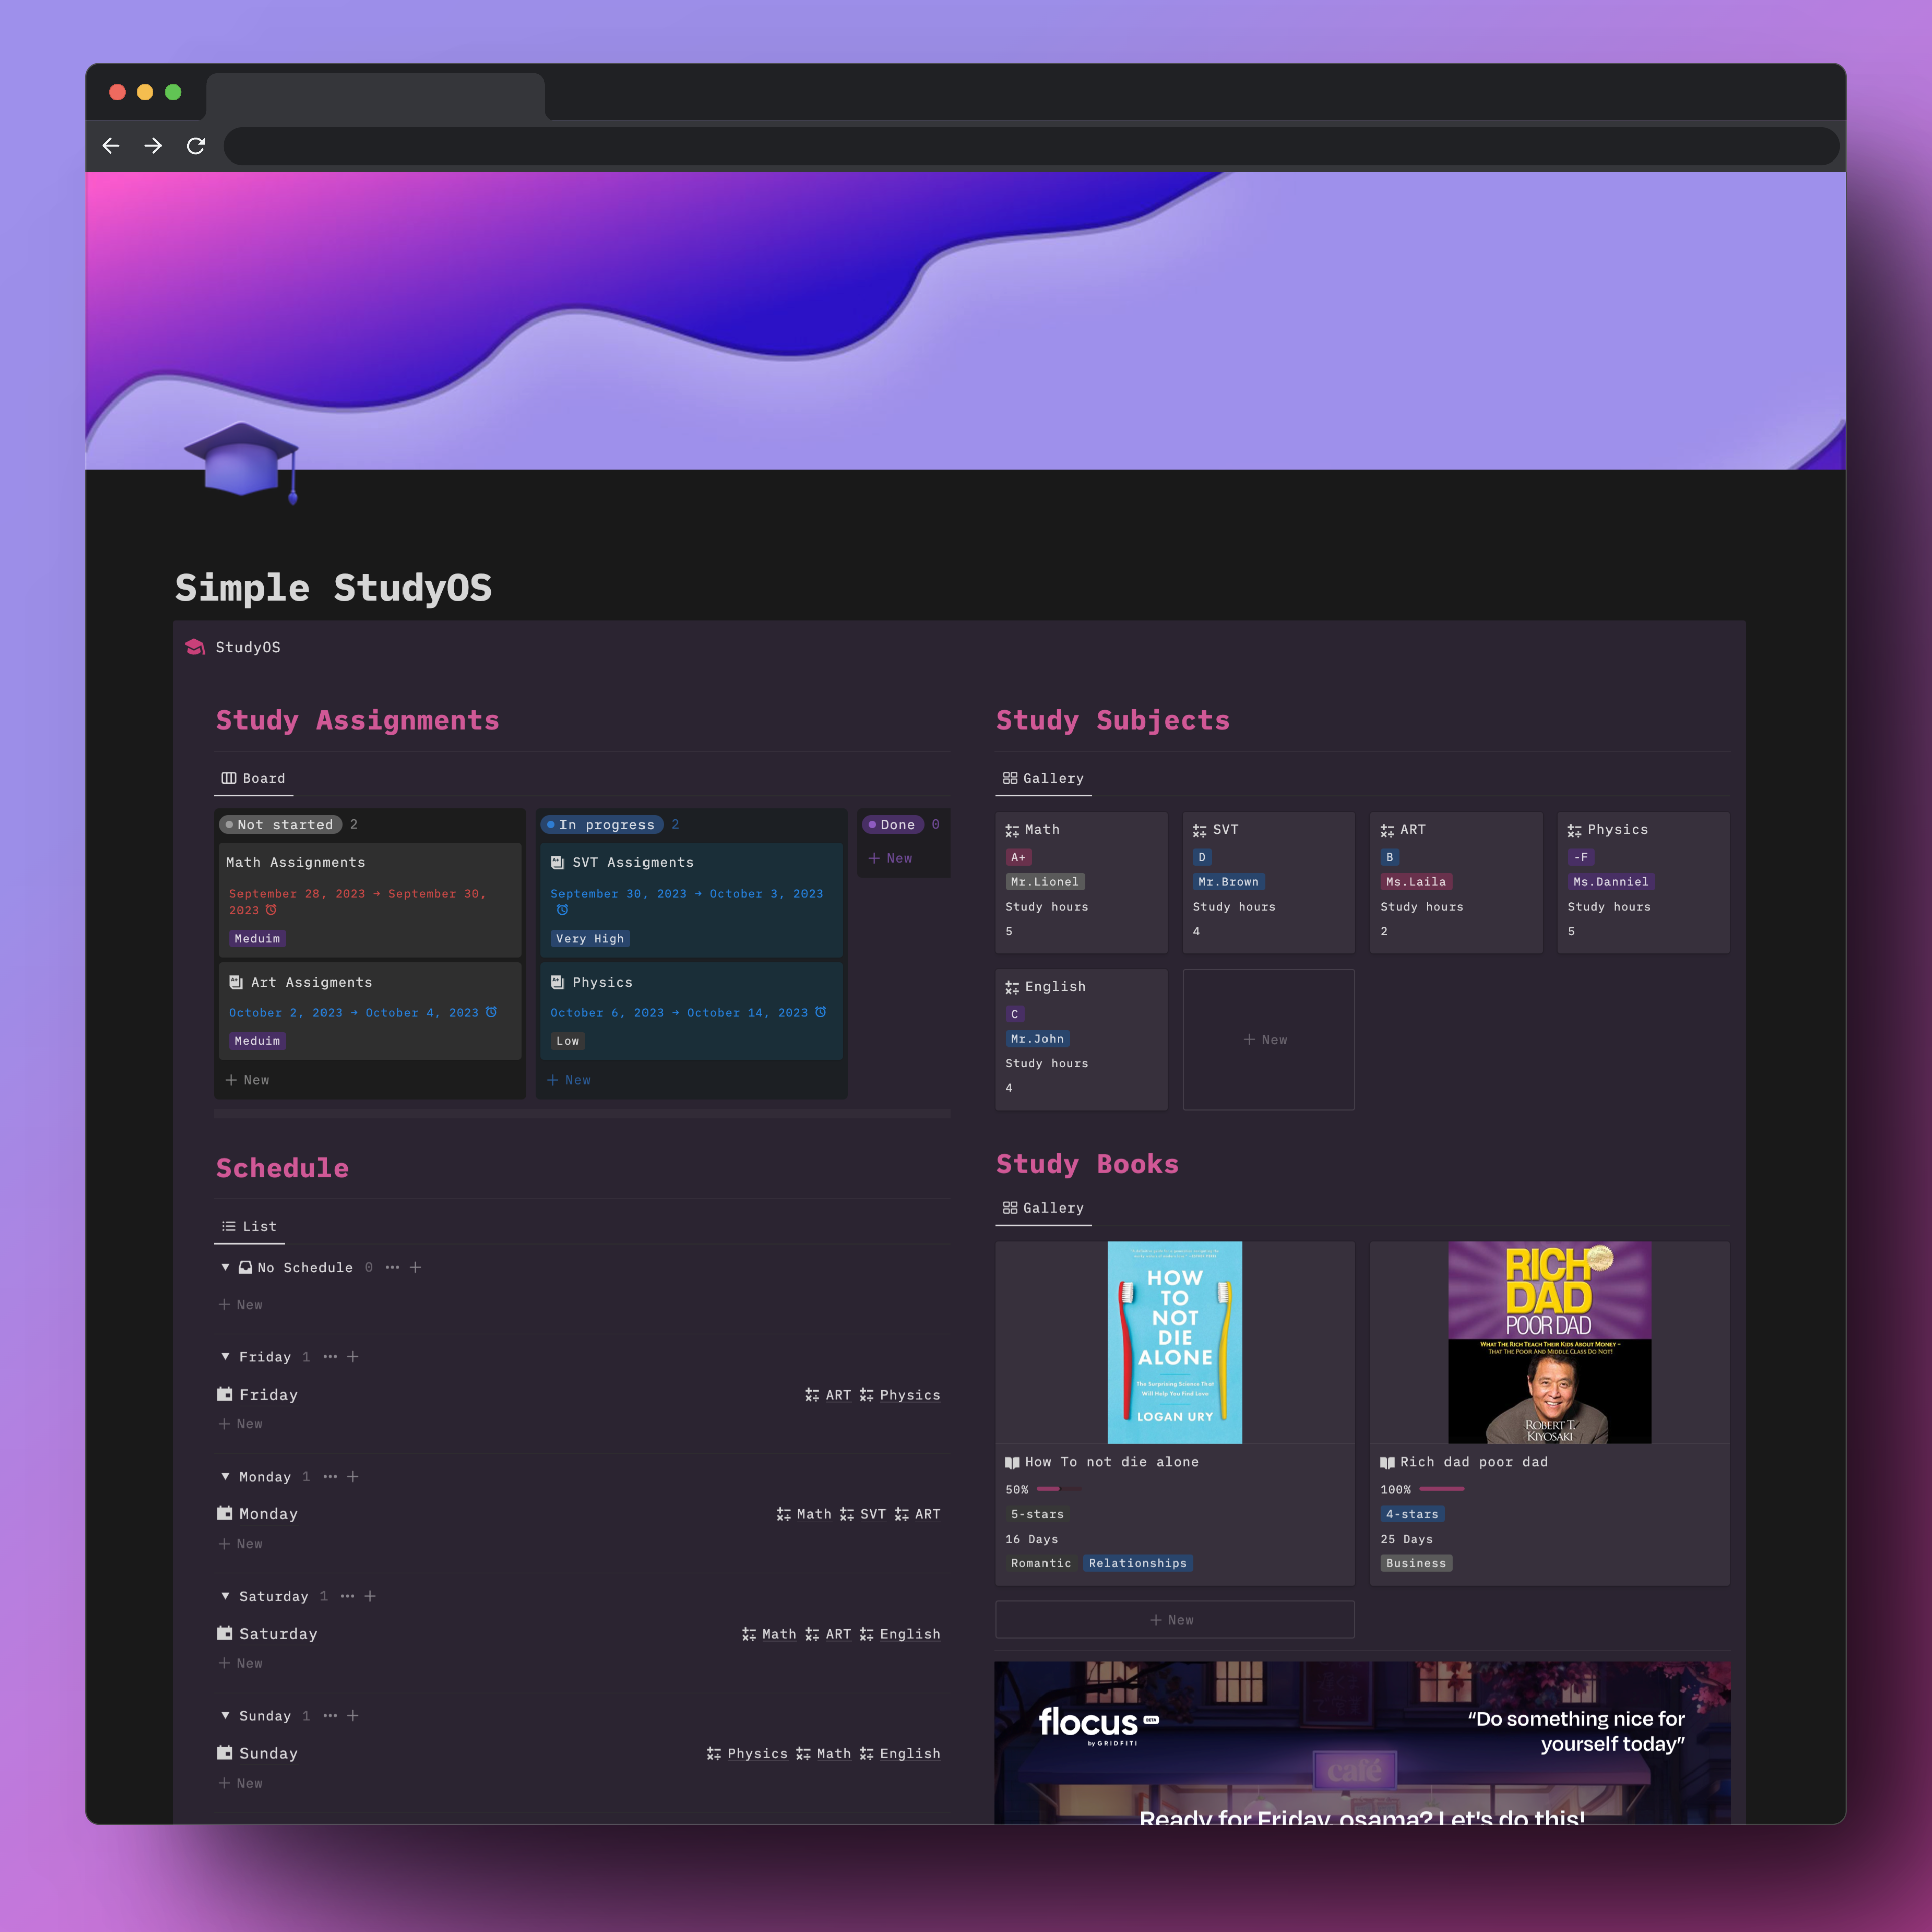 Simple StudyOS
StudyOS
Study Assignments
Board
Not started 2
Math Assignments
September 28, 2023 → September 30,
2023
Meduim
Art Assigments
October 2, 2023 → October 4, 2023
Meduim
+ New
In progress 2
SVT Assigments
September 30, 2023 → October 3, 2023
Very High
Physics
October 6, 2023 → October 14, 2023
Low
+ New
Done 0
+ New
Study Subjects
Gallery
Math
A+
Mr.Lionel
Study hours
5
SVT
D
Mr.Brown
Study hours
4
ART
B
Ms.Laila
Study hours
2
Physics
-F
Ms.Danniel
Study hours
5
English
C
Mr.John
Study hours
4
+ New
Schedule
List
No Schedule 0 ••• +
+ New
Friday 1 ••• +
Friday ART Physics
+ New
Monday 1 ••• +
Monday Math SVT ART
+ New
Saturday 1 ••• +
Saturday Math ART English
+ New
Sunday 1 ••• +
Sunday Physics Math English
+ New
Study Books
Gallery
HOW
TO
NOT
DIE
ALONE
The Surprising Science That
Will Help You Find Love
LOGAN URY
How To not die alone
50%
5-stars
16 Days
Romantic Relationships
RICH
DAD
POOR DAD
WHAT THE RICH TEACH THEIR KIDS ABOUT MONEY –
THAT THE POOR AND MIDDLE CLASS DO NOT!
ROBERT T.
KIYOSAKI
Rich dad poor dad
100%
4-stars
25 Days
Business
+ New
flocus BETA
by GRIDFITI
“Do something nice for
yourself today”
café
Ready for Friday, osama? Let's do this!